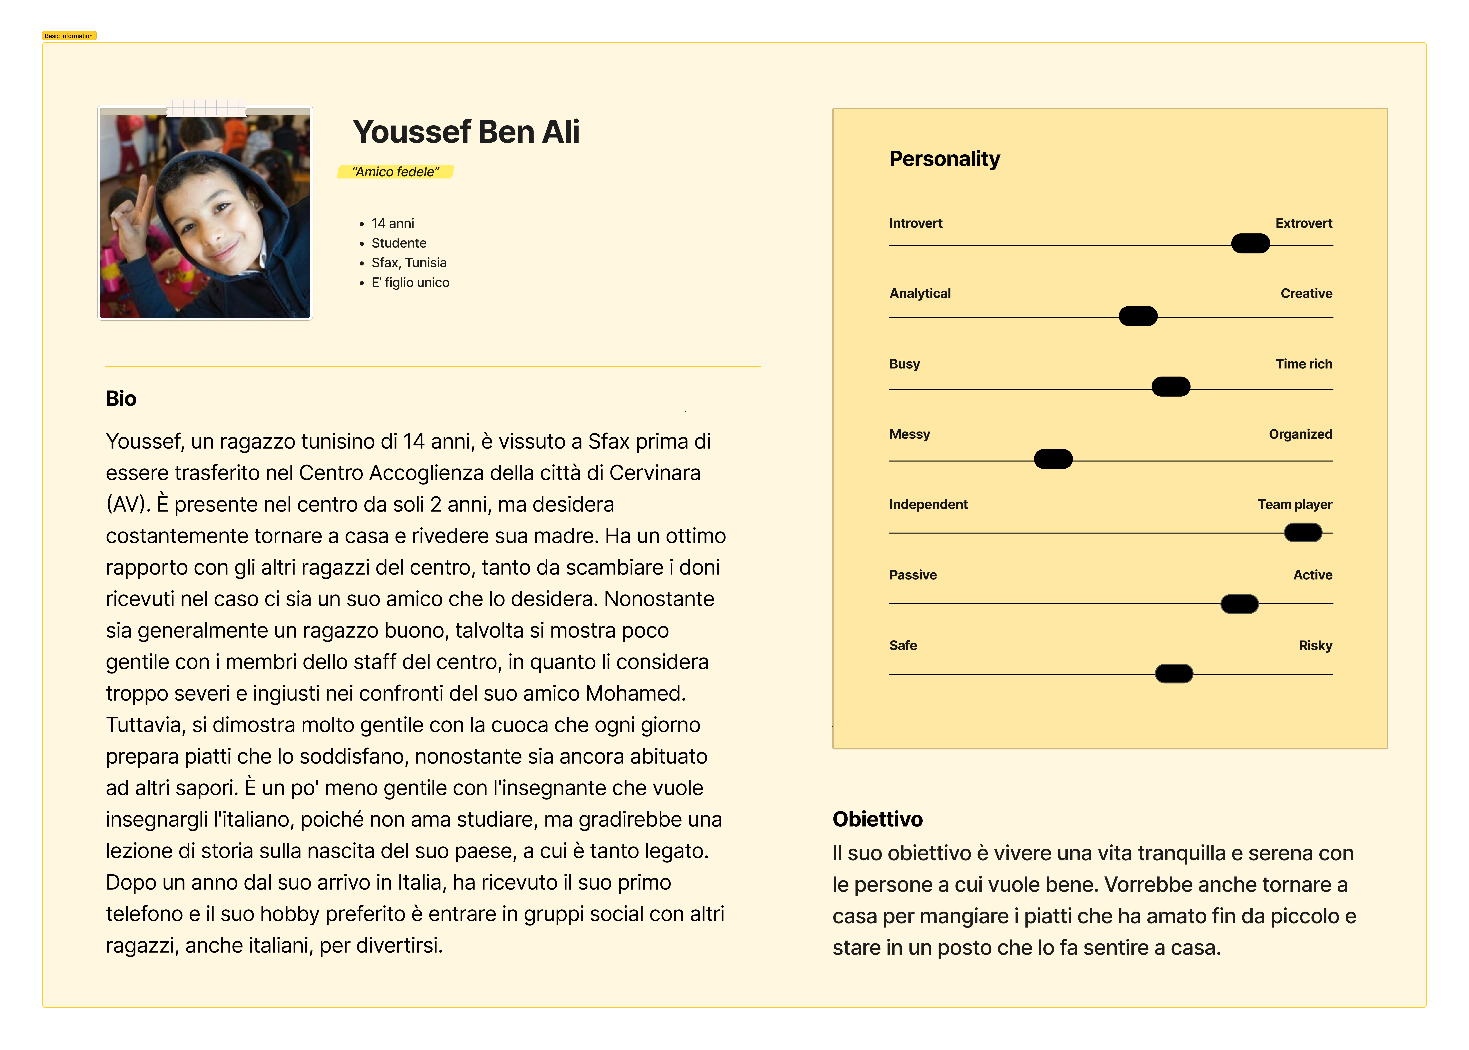 Basic information
Youssef Ben Ali
"Amico fedele"
• 14 anni
• Studente
• Sfax, Tunisia
• E' figlio unico
Bio
Youssef, un ragazzo tunisino di 14 anni, è vissuto a Sfax prima di
essere trasferito nel Centro Accoglienza della città di Cervinara
(AV). È presente nel centro da soli 2 anni, ma desidera
costantemente tornare a casa e rivedere sua madre. Ha un ottimo
rapporto con gli altri ragazzi del centro, tanto da scambiare i doni
ricevuti nel caso ci sia un suo amico che lo desidera. Nonostante
sia generalmente un ragazzo buono, talvolta si mostra poco
gentile con i membri dello staff del centro, in quanto li considera
troppo severi e ingiusti nei confronti del suo amico Mohamed.
Tuttavia, si dimostra molto gentile con la cuoca che ogni giorno
prepara piatti che lo soddisfano, nonostante sia ancora abituato
ad altri sapori. È un po' meno gentile con l'insegnante che vuole
insegnargli l'italiano, poiché non ama studiare, ma gradirebbe una
lezione di storia sulla nascita del suo paese, a cui è tanto legato.
Dopo un anno dal suo arrivo in Italia, ha ricevuto il suo primo
telefono e il suo hobby preferito è entrare in gruppi social con altri
ragazzi, anche italiani, per divertirsi.
Personality
Introvert Extrovert
Analytical Creative
Busy Time rich
Messy Organized
Independent Team player
Passive Active
Safe Risky
Obiettivo
Il suo obiettivo è vivere una vita tranquilla e serena con
le persone a cui vuole bene. Vorrebbe anche tornare a
casa per mangiare i piatti che ha amato fin da piccolo e
stare in un posto che lo fa sentire a casa.